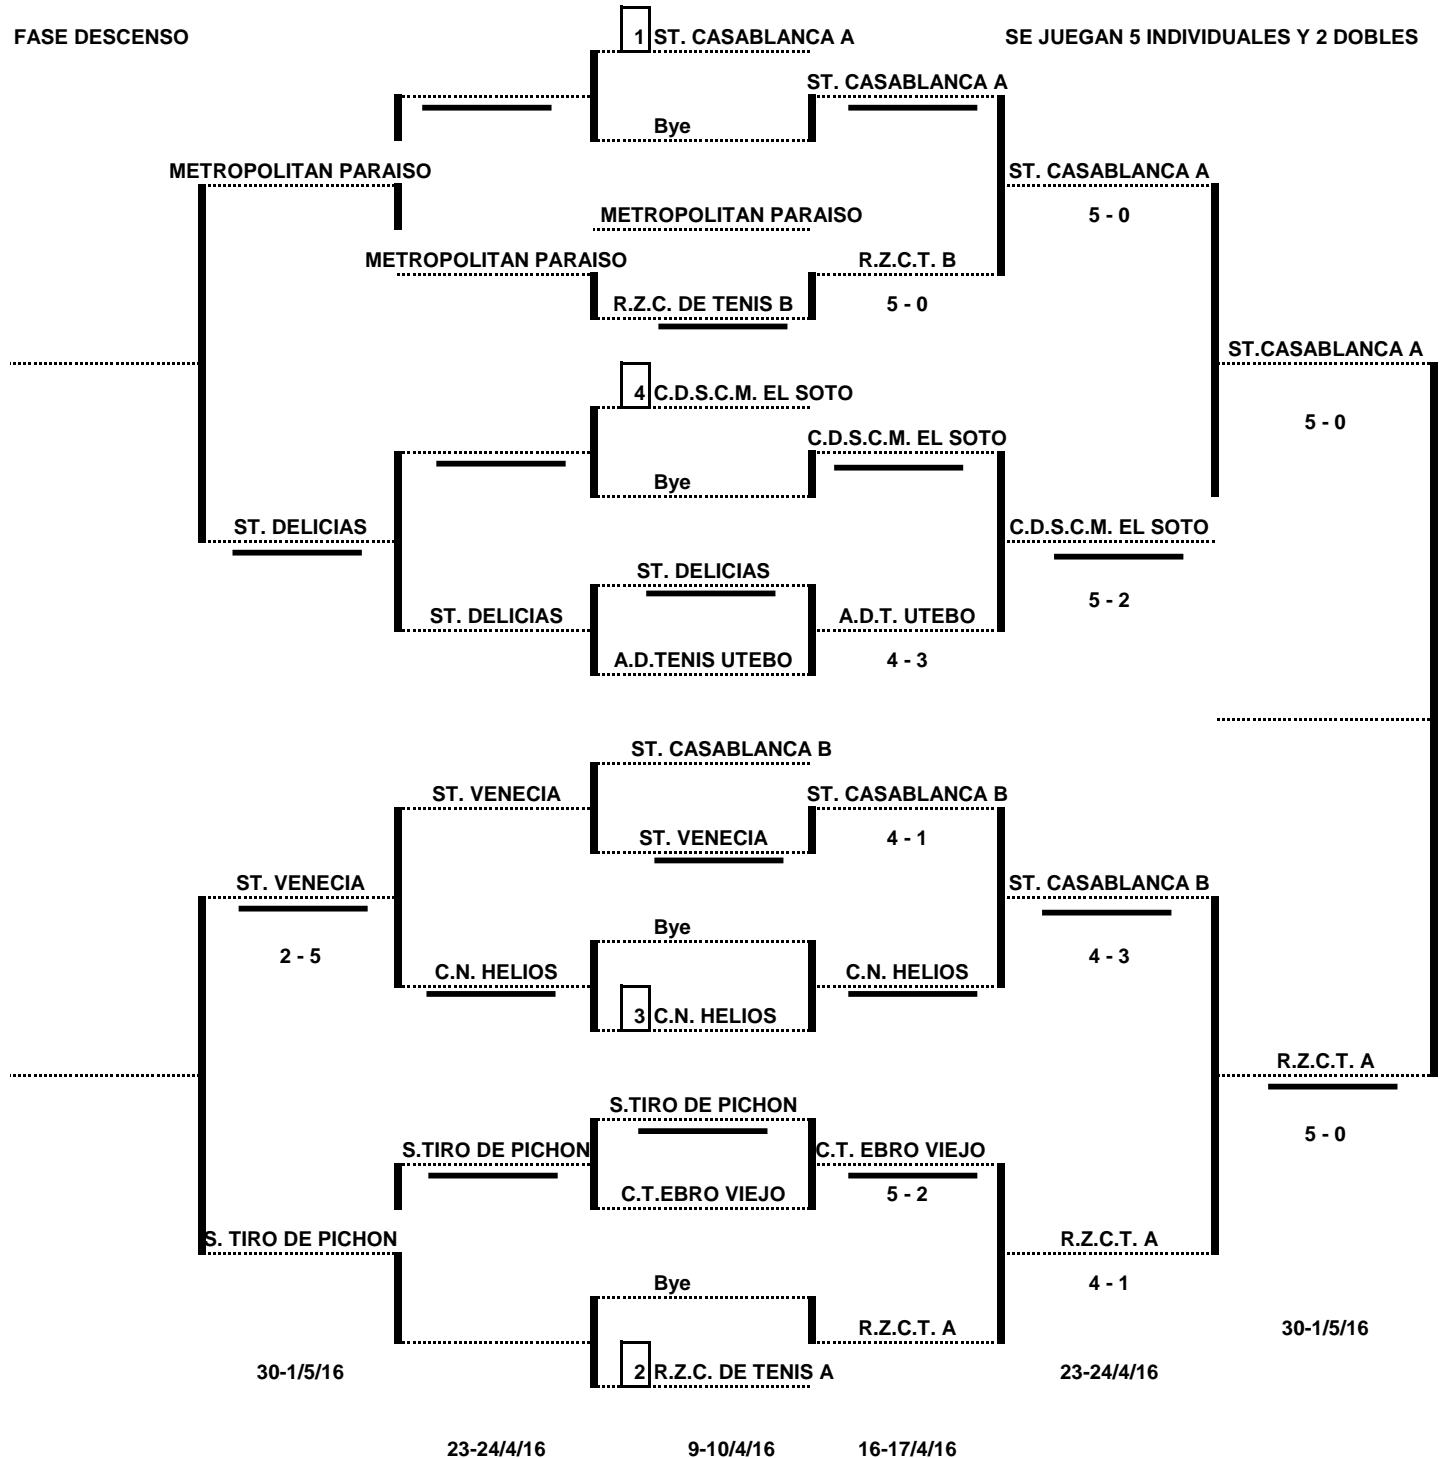 FASE DESCENSO
1 ST. CASABLANCA A
SE JUEGAN 5 INDIVIDUALES Y 2 DOBLES
ST. CASABLANCA A
Bye
METROPOLITAN PARAISO
ST. CASABLANCA A
METROPOLITAN PARAISO
5 - 0
METROPOLITAN PARAISO
R.Z.C.T. B
R.Z.C. DE TENIS B
5 - 0
ST.CASABLANCA A
4 C.D.S.C.M. EL SOTO
5 - 0
C.D.S.C.M. EL SOTO
Bye
ST. DELICIAS
C.D.S.C.M. EL SOTO
ST. DELICIAS
5 - 2
ST. DELICIAS
A.D.T. UTEBO
A.D.TENIS UTEBO
4 - 3
ST. CASABLANCA B
ST. VENECIA
ST. CASABLANCA B
ST. VENECIA
4 - 1
ST. VENECIA
ST. CASABLANCA B
Bye
2 - 5
4 - 3
C.N. HELIOS
C.N. HELIOS
3 C.N. HELIOS
R.Z.C.T. A
S.TIRO DE PICHON
5 - 0
S.TIRO DE PICHON
C.T. EBRO VIEJO
C.T.EBRO VIEJO
5 - 2
S. TIRO DE PICHON
R.Z.C.T. A
Bye
4 - 1
R.Z.C.T. A
30-1/5/16
30-1/5/16
2 R.Z.C. DE TENIS A
23-24/4/16
23-24/4/16
9-10/4/16
16-17/4/16